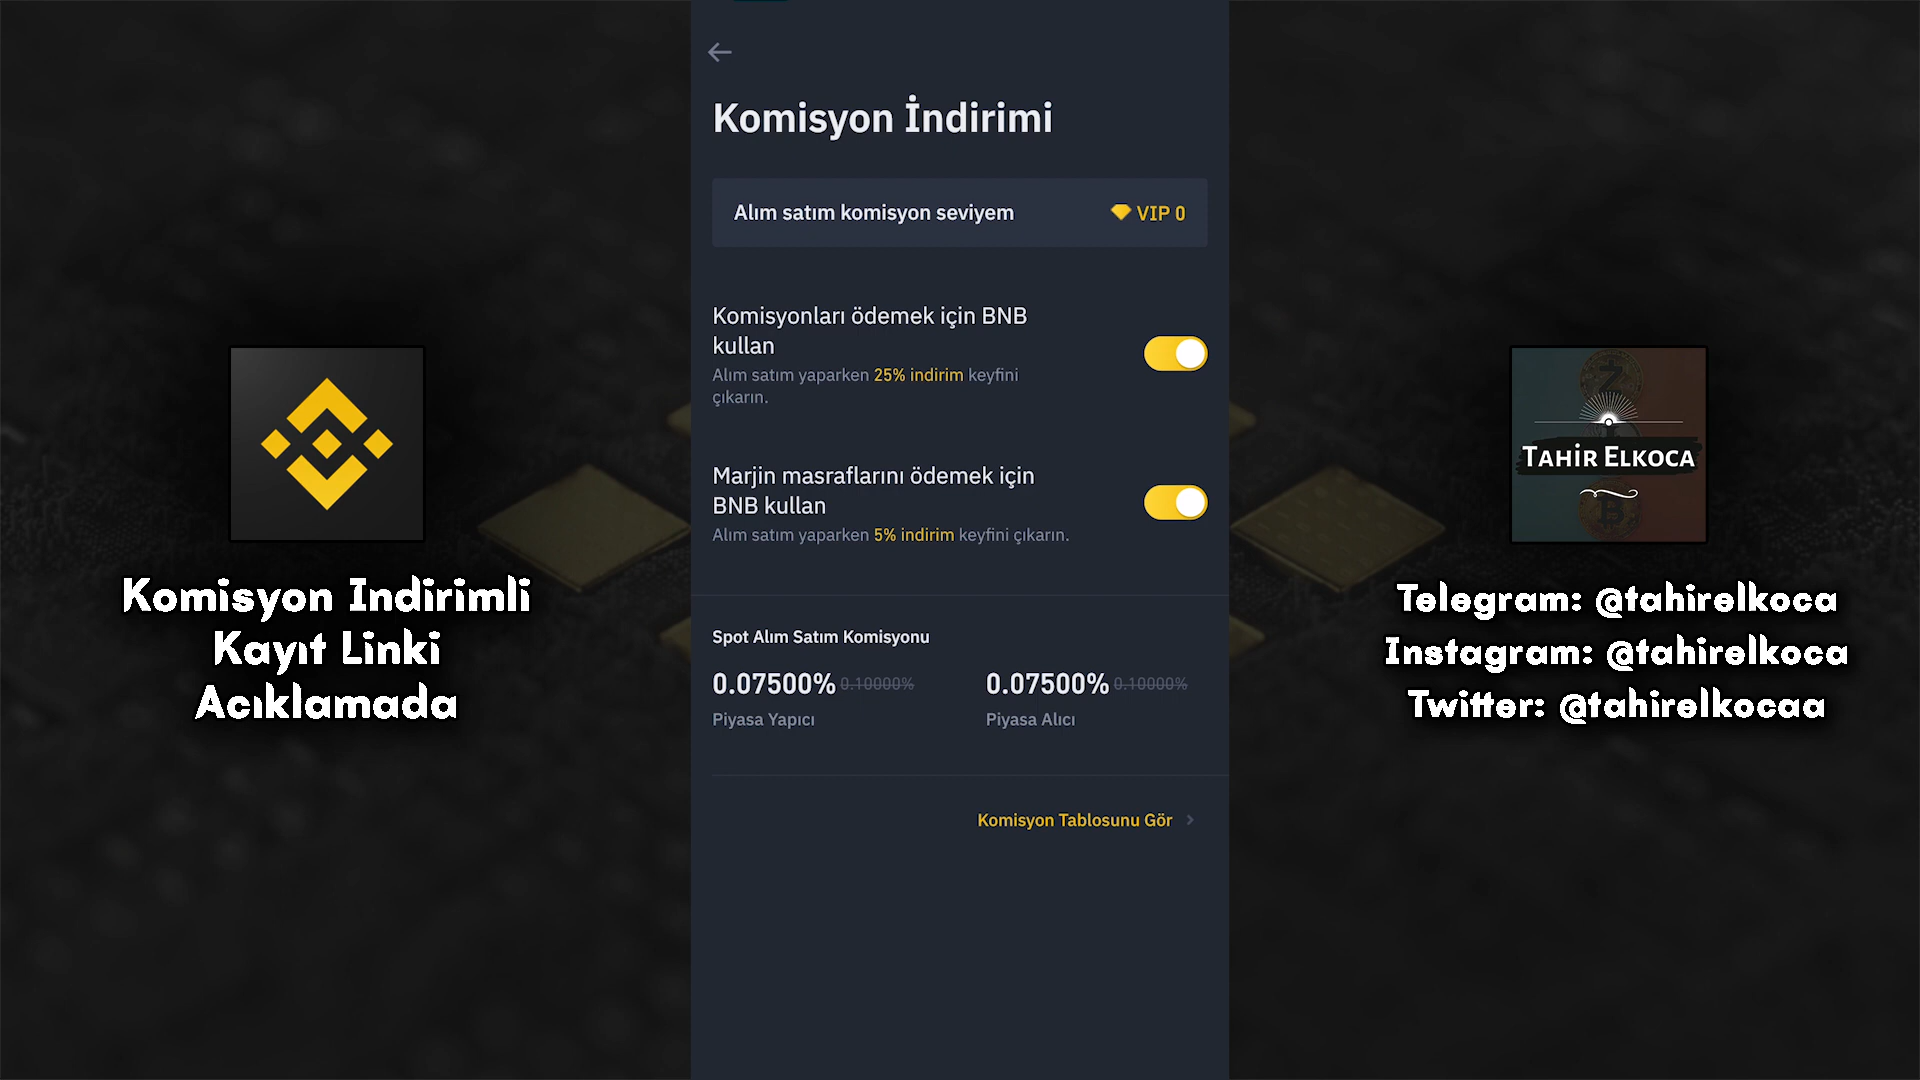 Komisyon İndirimi
Alım satım komisyon seviyem
VIP 0
Komisyonları ödemek için BNB
kullan
Alım satım yaparken 25% indirim keyfini
çıkarın.
Marjin masraflarını ödemek için
BNB kullan
Alım satım yaparken 5% indirim keyfini çıkarın.
Spot Alım Satım Komisyonu
0.07500% 0.10000%
Piyasa Yapıcı
0.07500% 0.10000%
Piyasa Alıcı
Komisyon Tablosunu Gör
Komisyon Indirimli
Kayıt Linki
Acıklamada
TAHİR ELKOCA
Telegram: @tahirelkoca
Instagram: @tahirelkoca
Twitter: @tahirelkocaa